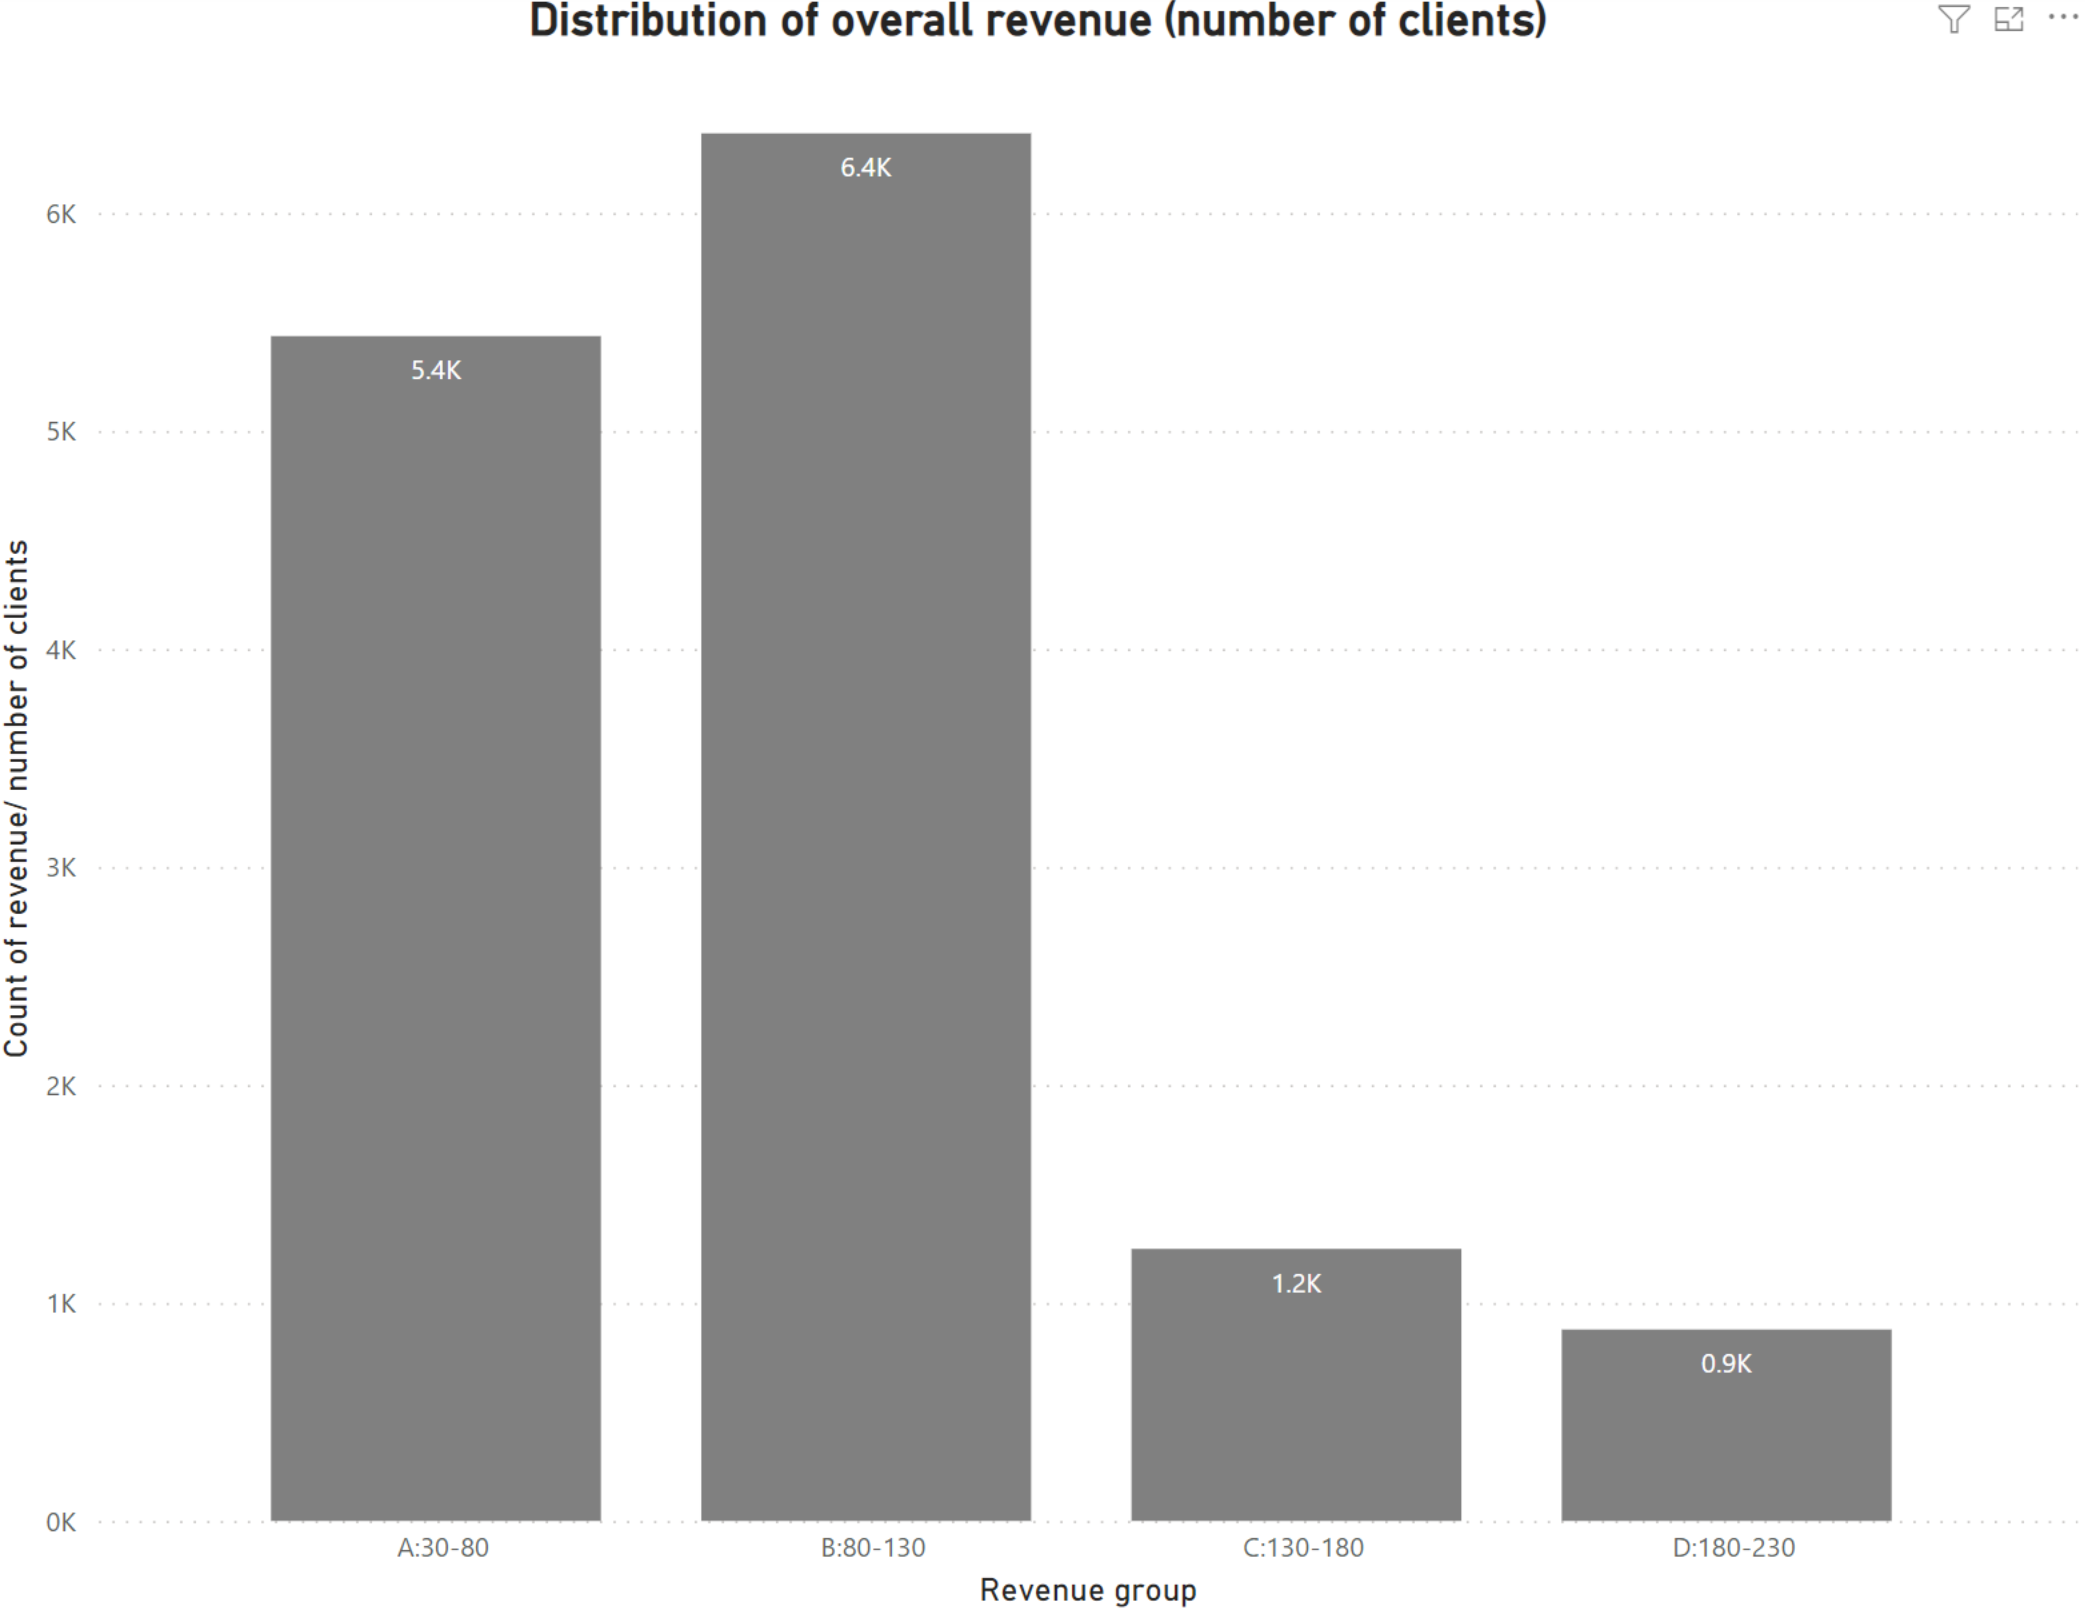 Distribution of overall revenue (number of clients)
Count of revenue/ number of clients
6K
5K
4K
3K
2K
1K
0K
5.4K
6.4K
1.2K
0.9K
A:30-80
B:80-130
C:130-180
D:180-230
Revenue group